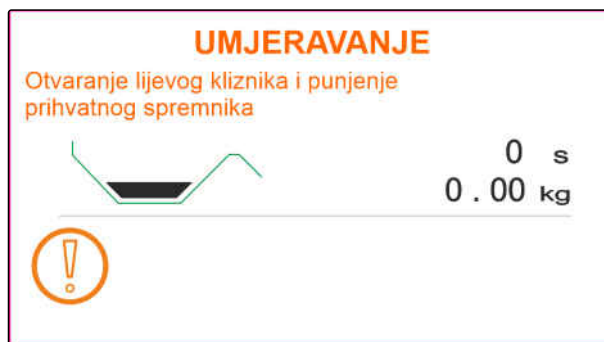 UMJERAVANJE
Otvaranje lijevog kliznika i punjenje
prihvatnog spremnika
0 s
0.00 kg